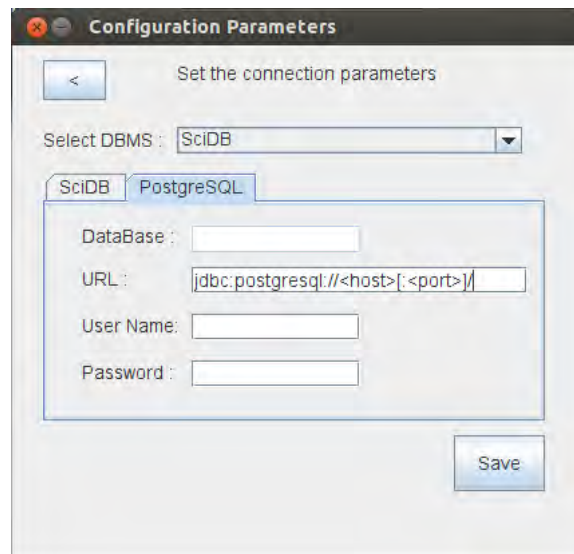 Configuration Parameters
<
Set the connection parameters
Select DBMS : SciDB
SciDB PostgreSQL
DataBase :
URL : jdbc:postgresql://<host>[:<port>]/
User Name:
Password :
Save